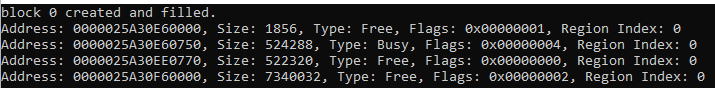 block 0 created and filled.
Address: 0000025A30E60000, Size: 1856, Type: Free, Flags: 0x00000001, Region Index: 0
Address: 0000025A30E60750, Size: 524288, Type: Busy, Flags: 0x00000004, Region Index: 0
Address: 0000025A30EE0770, Size: 522320, Type: Free, Flags: 0x00000000, Region Index: 0
Address: 0000025A30F60000, Size: 7340032, Type: Free, Flags: 0x00000002, Region Index: 0